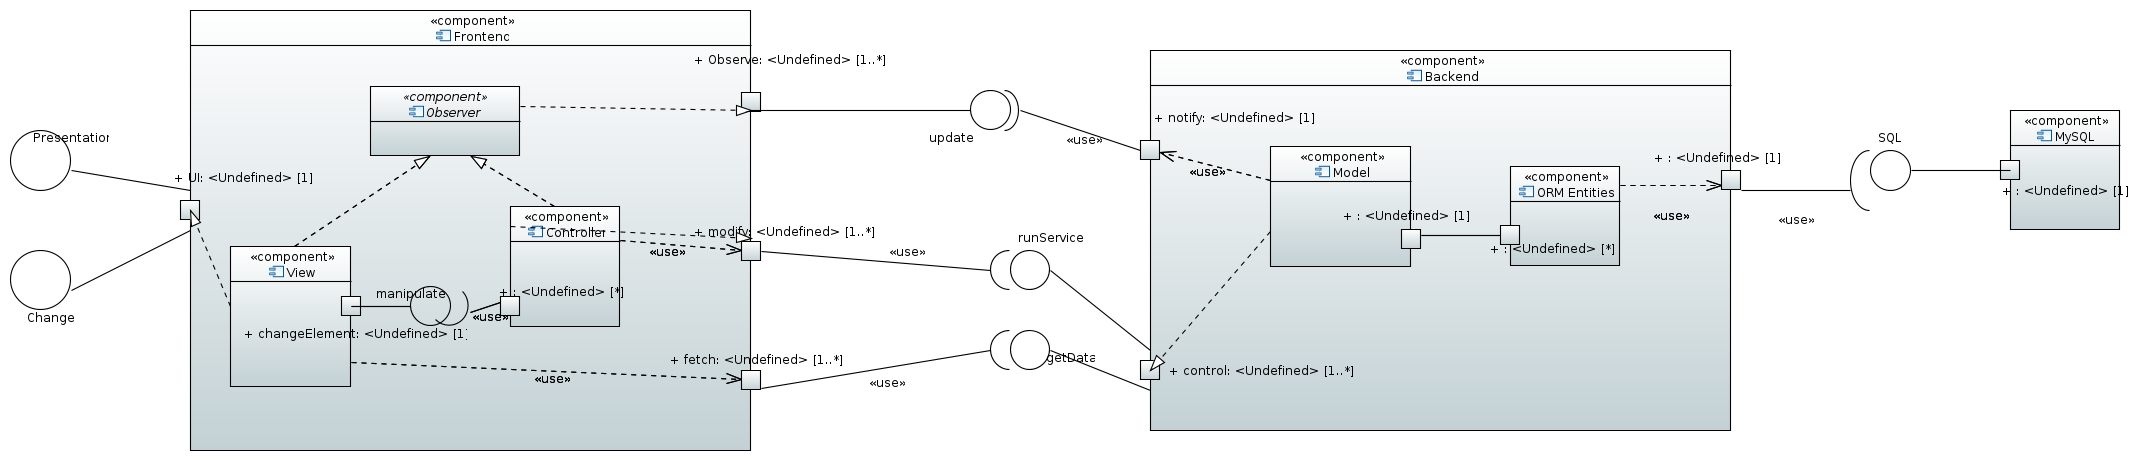 «component»
Frontend
+ Observe: <Undefined> [1..*]
«component»
Observer
Presentation
+ UI: <Undefined> [1]
«component»
Controller
+ modify: <Undefined> [1..*]
«use»
«component»
View
manipulate
+ : <Undefined> [*]
«use»
+ changeElement: <Undefined> [1]
Change
+ fetch: <Undefined> [1..*]
«use»
update
«use»
runService
«use»
getData
«use»
«component»
Backend
+ notify: <Undefined> [1]
«component»
Model
«use»
+ : <Undefined> [1]
«component»
ORM Entities
+ : <Undefined> [*]
+ : <Undefined> [1]
«use»
+ control: <Undefined> [1..*]
SQL
«use»
«component»
MySQL
+ : <Undefined> [1]